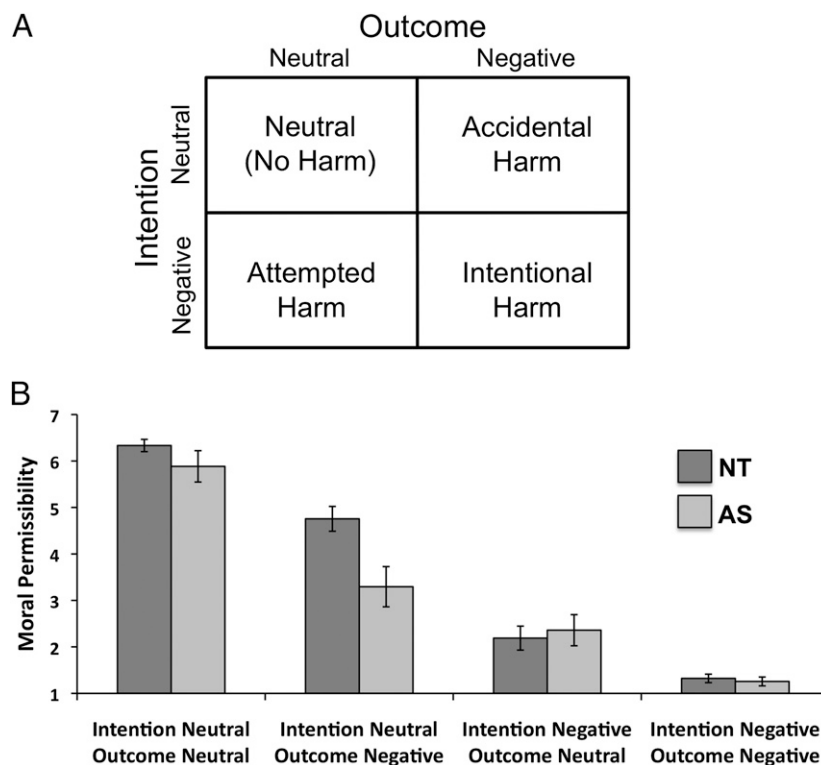 A
Outcome
Neutral Negative
Intention
Neutral
Neutral
(No Harm)
Accidental
Harm
Negative
Attempted
Harm
Intentional
Harm
B
Moral Permissibility
7
6
5
4
3
2
1
NT
AS
Intention Neutral
Outcome Neutral
Intention Neutral
Outcome Negative
Intention Negative
Outcome Neutral
Intention Negative
Outcome Negative